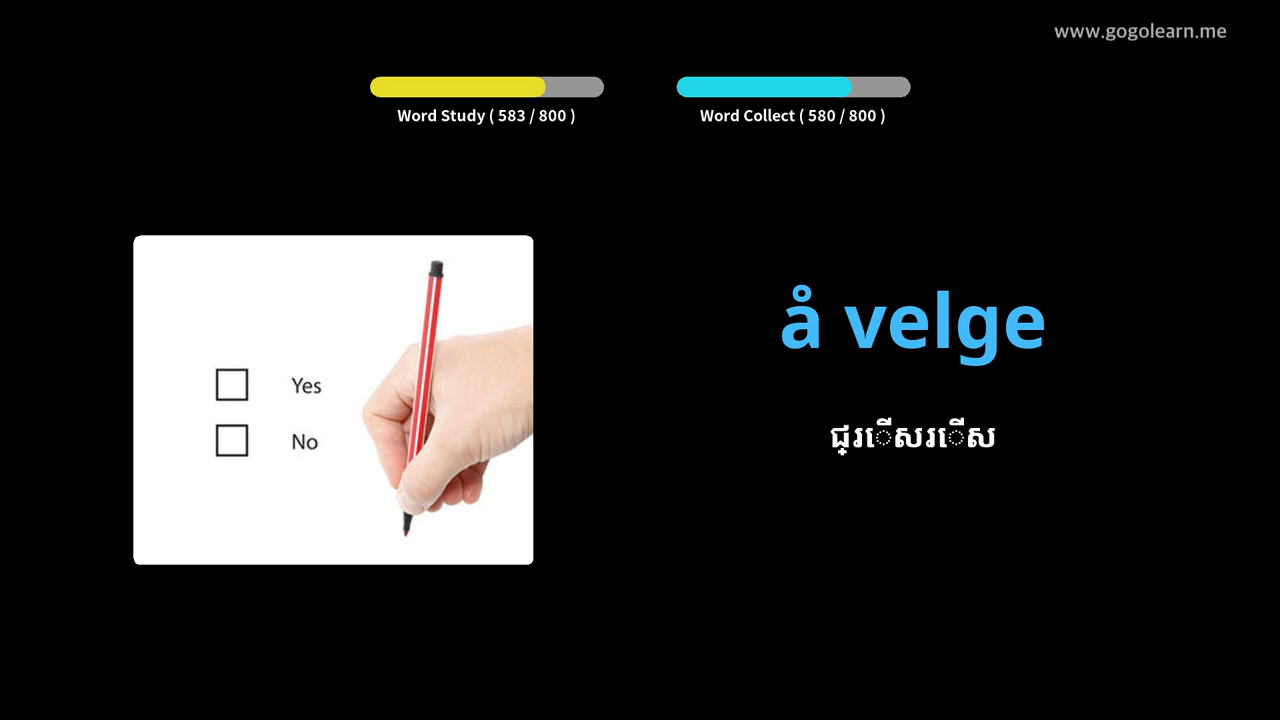 www.gogolearn.me
Word Study ( 583 / 800 )
Word Collect ( 580 / 800 )
Yes
No
å velge
ជ្រើសរើស